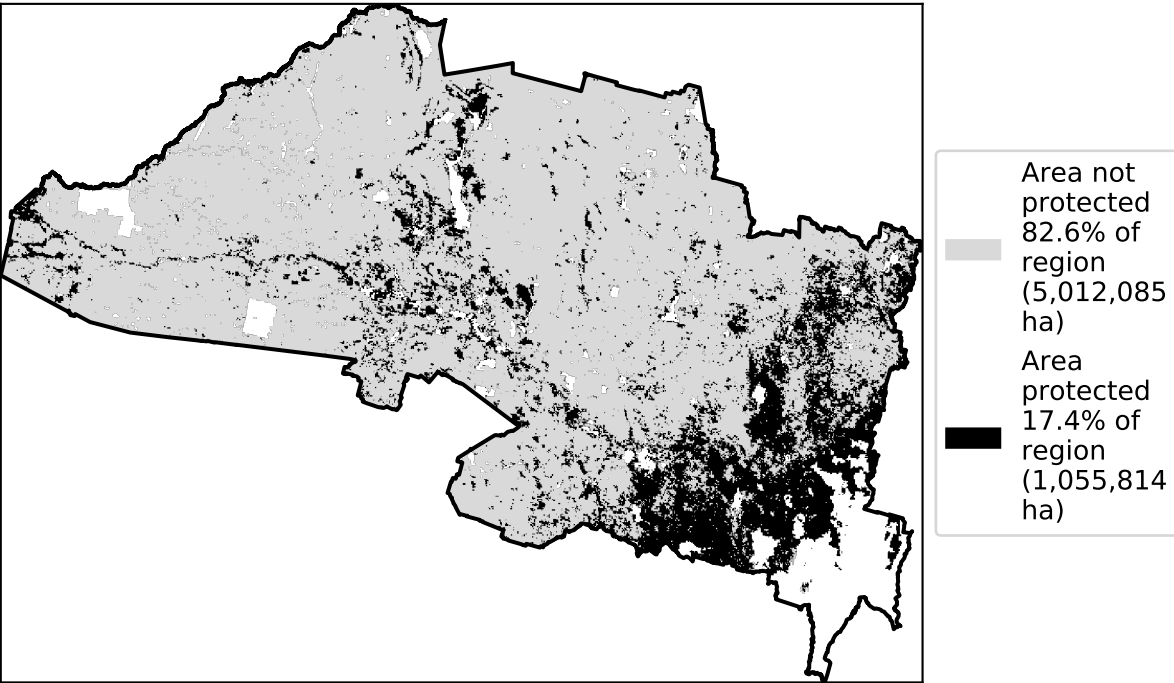 Area not
protected
82.6% of
region
(5,012,085
ha)
Area
protected
17.4% of
region
(1,055,814
ha)